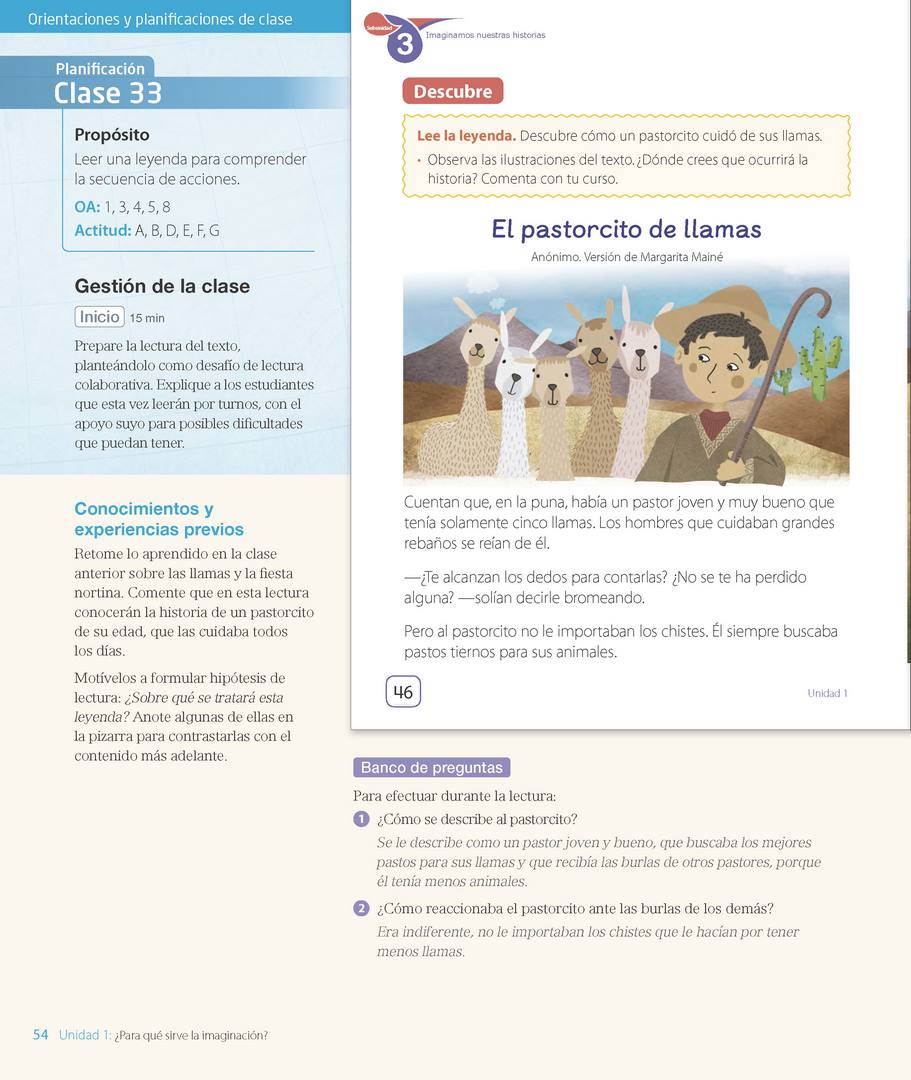 Orientaciones y planificaciones de clase
Planificación
Clase 33
Propósito
Leer una leyenda para comprender
la secuencia de acciones.
OA: 1, 3, 4, 5, 8
Actitud: A, B, D, E, F, G
Gestión de la clase
Inicio 15 min
Prepare la lectura del texto,
planteándolo como desafío de lectura
colaborativa. Explique a los estudiantes
que esta vez leerán por turnos, con el
apoyo suyo para posibles dificultades
que puedan tener.
Conocimientos y
experiencias previos
Retome lo aprendido en la clase
anterior sobre las llamas y la fiesta
nortina. Comente que en esta lectura
conocerán la historia de un pastorcito
de su edad, que las cuidaba todos
los días.
Motívelos a formular hipótesis de
lectura: ¿Sobre qué se tratará esta
leyenda? Anote algunas de ellas en
la pizarra para contrastarlas con el
contenido más adelante.
Subunidad
3
Imaginamos nuestras historias
Descubre
Lee la leyenda. Descubre cómo un pastorcito cuidó de sus llamas.
• Observa las ilustraciones del texto. ¿Dónde crees que ocurrirá la
historia? Comenta con tu curso.
El pastorcito de llamas
Anónimo. Versión de Margarita Mainé
Cuentan que, en la puna, había un pastor joven y muy bueno que
tenía solamente cinco llamas. Los hombres que cuidaban grandes
rebaños se reían de él.
—¿Te alcanzan los dedos para contarlas? ¿No se te ha perdido
alguna? —solían decirle bromeando.
Pero al pastorcito no le importaban los chistes. Él siempre buscaba
pastos tiernos para sus animales.
46
Unidad 1
Banco de preguntas
Para efectuar durante la lectura:
1 ¿Cómo se describe al pastorcito?
Se le describe como un pastor joven y bueno, que buscaba los mejores
pastos para sus llamas y que recibía las burlas de otros pastores, porque
él tenía menos animales.
2 ¿Cómo reaccionaba el pastorcito ante las burlas de los demás?
Era indiferente, no le importaban los chistes que le hacían por tener
menos llamas.
54 Unidad 1: ¿Para qué sirve la imaginación?